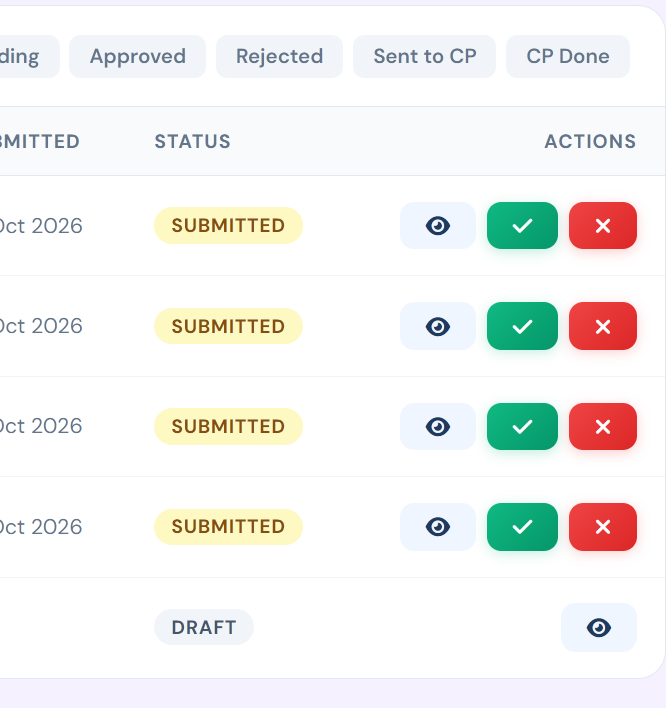 ding Approved Rejected Sent to CP CP Done
BMITTED STATUS ACTIONS
Oct 2026 SUBMITTED
Oct 2026 SUBMITTED
Oct 2026 SUBMITTED
Oct 2026 SUBMITTED
DRAFT